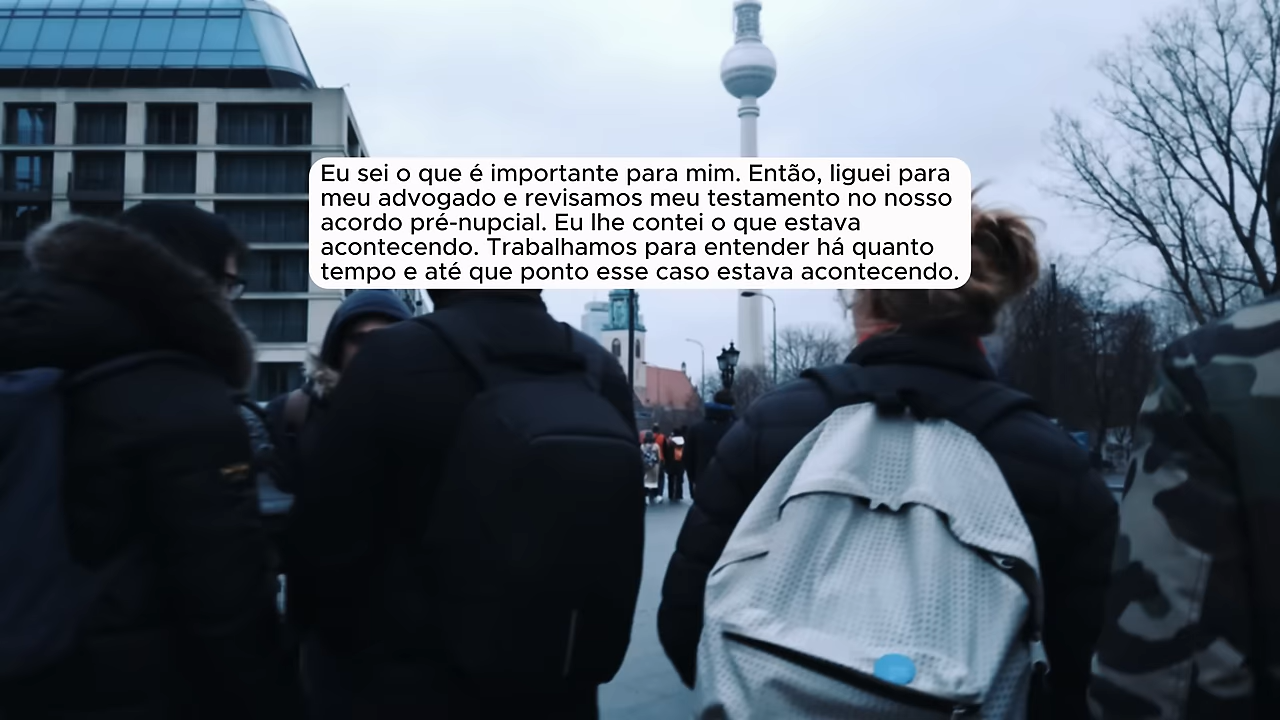 Eu sei o que é importante para mim. Então, liguei para
meu advogado e revisamos meu testamento no nosso
acordo pré-nupcial. Eu lhe contei o que estava
acontecendo. Trabalhamos para entender há quanto
tempo e até que ponto esse caso estava acontecendo.